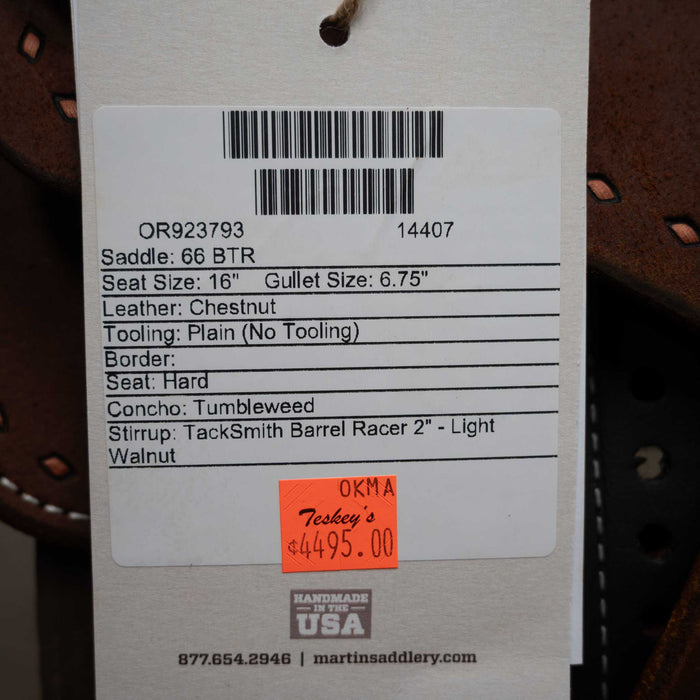 OR923793 14407
Saddle: 66 BTR
Seat Size: 16" Gullet Size: 6.75"
Leather: Chestnut
Tooling: Plain (No Tooling)
Border:
Seat: Hard
Concho: Tumbleweed
Stirrup: TackSmith Barrel Racer 2" - Light
Walnut
OKMA
Teskey's
$4495.00
HANDMADE
IN THE
USA
877.654.2946 | martinsaddlery.com